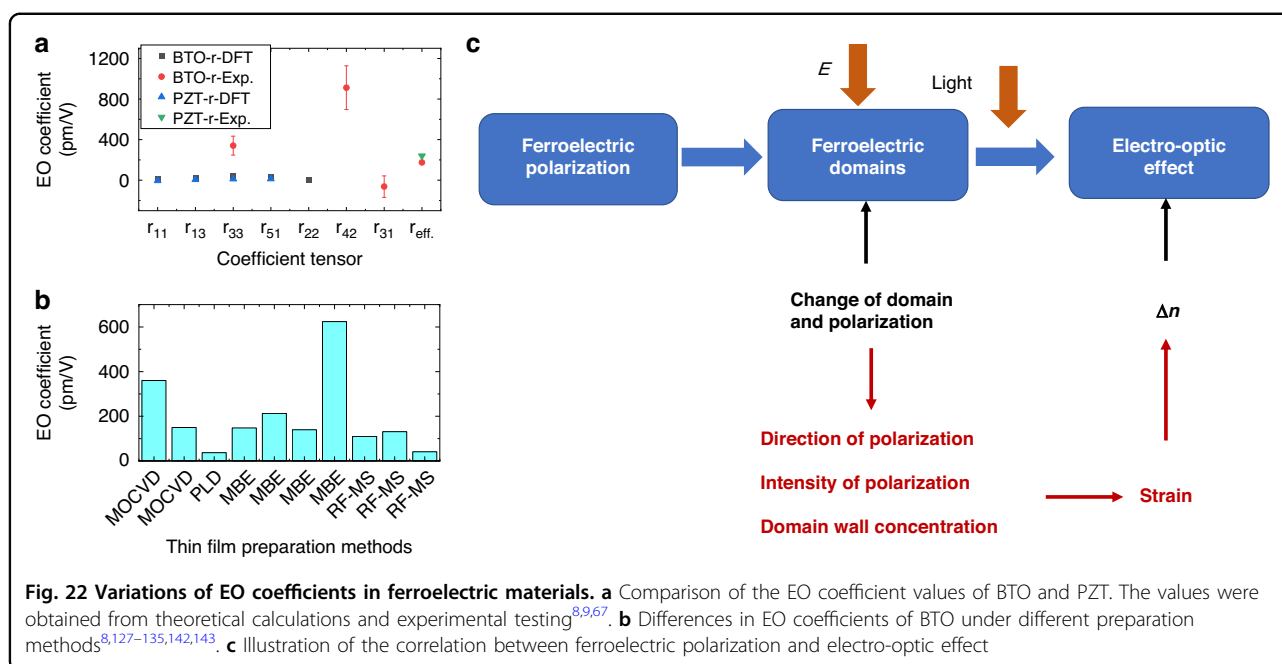 a
BTO-r-DFT
BTO-r-Exp.
PZT-r-DFT
PZT-r-Exp.
EO coefficient
(pm/V)
1200
800
400
0
r11 r13 r33 r51 r22 r42 r31 reff.
Coefficient tensor
b
EO coefficient
(pm/V)
600
400
200
0
MOCVD MOCVD PLD MBE MBE MBE MBE RF-MS RF-MS RF-MS
Thin film preparation methods
c
E
Light
Ferroelectric
polarization
Ferroelectric
domains
Electro-optic
effect
Change of domain
and polarization
Δn
Direction of polarization
Intensity of polarization
Domain wall concentration
Strain
Fig. 22 Variations of EO coefficients in ferroelectric materials. a Comparison of the EO coefficient values of BTO and PZT. The values were
obtained from theoretical calculations and experimental testing8,9,67. b Differences in EO coefficients of BTO under different preparation
methods8,127–135,142,143. c Illustration of the correlation between ferroelectric polarization and electro-optic effect